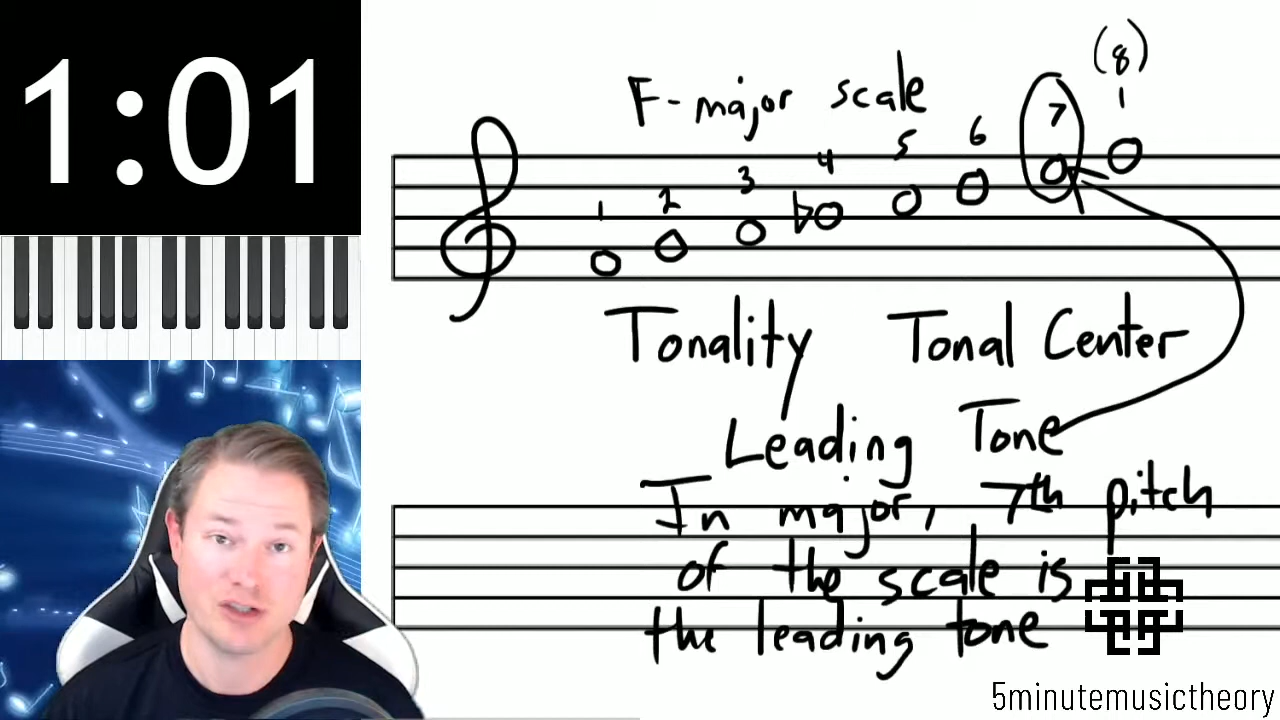 1:01
F-major scale
(8)
1 2 3 4 5 6 7 1
Tonality Tonal Center
Leading Tone
In major, 7th pitch
of the scale is
the leading tone
5minutemusictheory